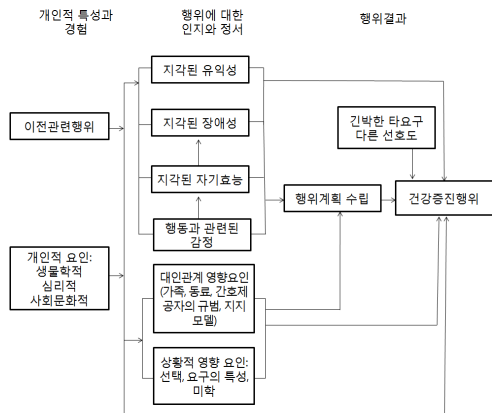 개인적 특성과
경험
행위에 대한
인지와 정서
행위결과
지각된 유익성
이전관련행위
지각된 장애성
긴박한 타요구
다른 선호도
지각된 자기효능
행위계획 수립
건강증진행위
행동과 관련된
감정
개인적 요인:
생물학적
심리적
사회문화적
대인관계 영향요인
(가족, 동료, 간호제
공자의 규범, 지지
모델)
상황적 영향 요인:
선택, 요구의 특성,
미학